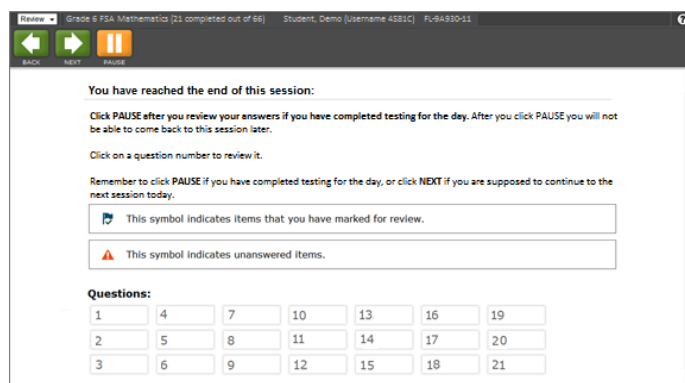 Review Grade 6 FSA Mathematics (21 completed out of 66) Student, Demo (Username 4S81C) FL-9A930-11
BACK NEXT PAUSE
You have reached the end of this session:
Click PAUSE after you review your answers if you have completed testing for the day. After you click PAUSE you will not
be able to come back to this session later.
Click on a question number to review it.
Remember to click PAUSE if you have completed testing for the day, or click NEXT if you are supposed to continue to the
next session today.
This symbol indicates items that you have marked for review.
This symbol indicates unanswered items.
Questions:
1 4 7 10 13 16 19
2 5 8 11 14 17 20
3 6 9 12 15 18 21